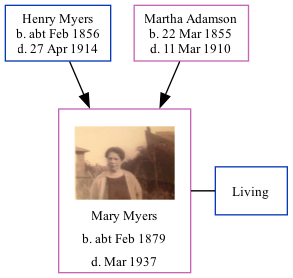 Henry Myers
b. abt Feb 1856
d. 27 Apr 1914
Martha Adamson
b. 22 Mar 1855
d. 11 Mar 1910
Mary Myers
b. abt Feb 1879
d. Mar 1937
Living